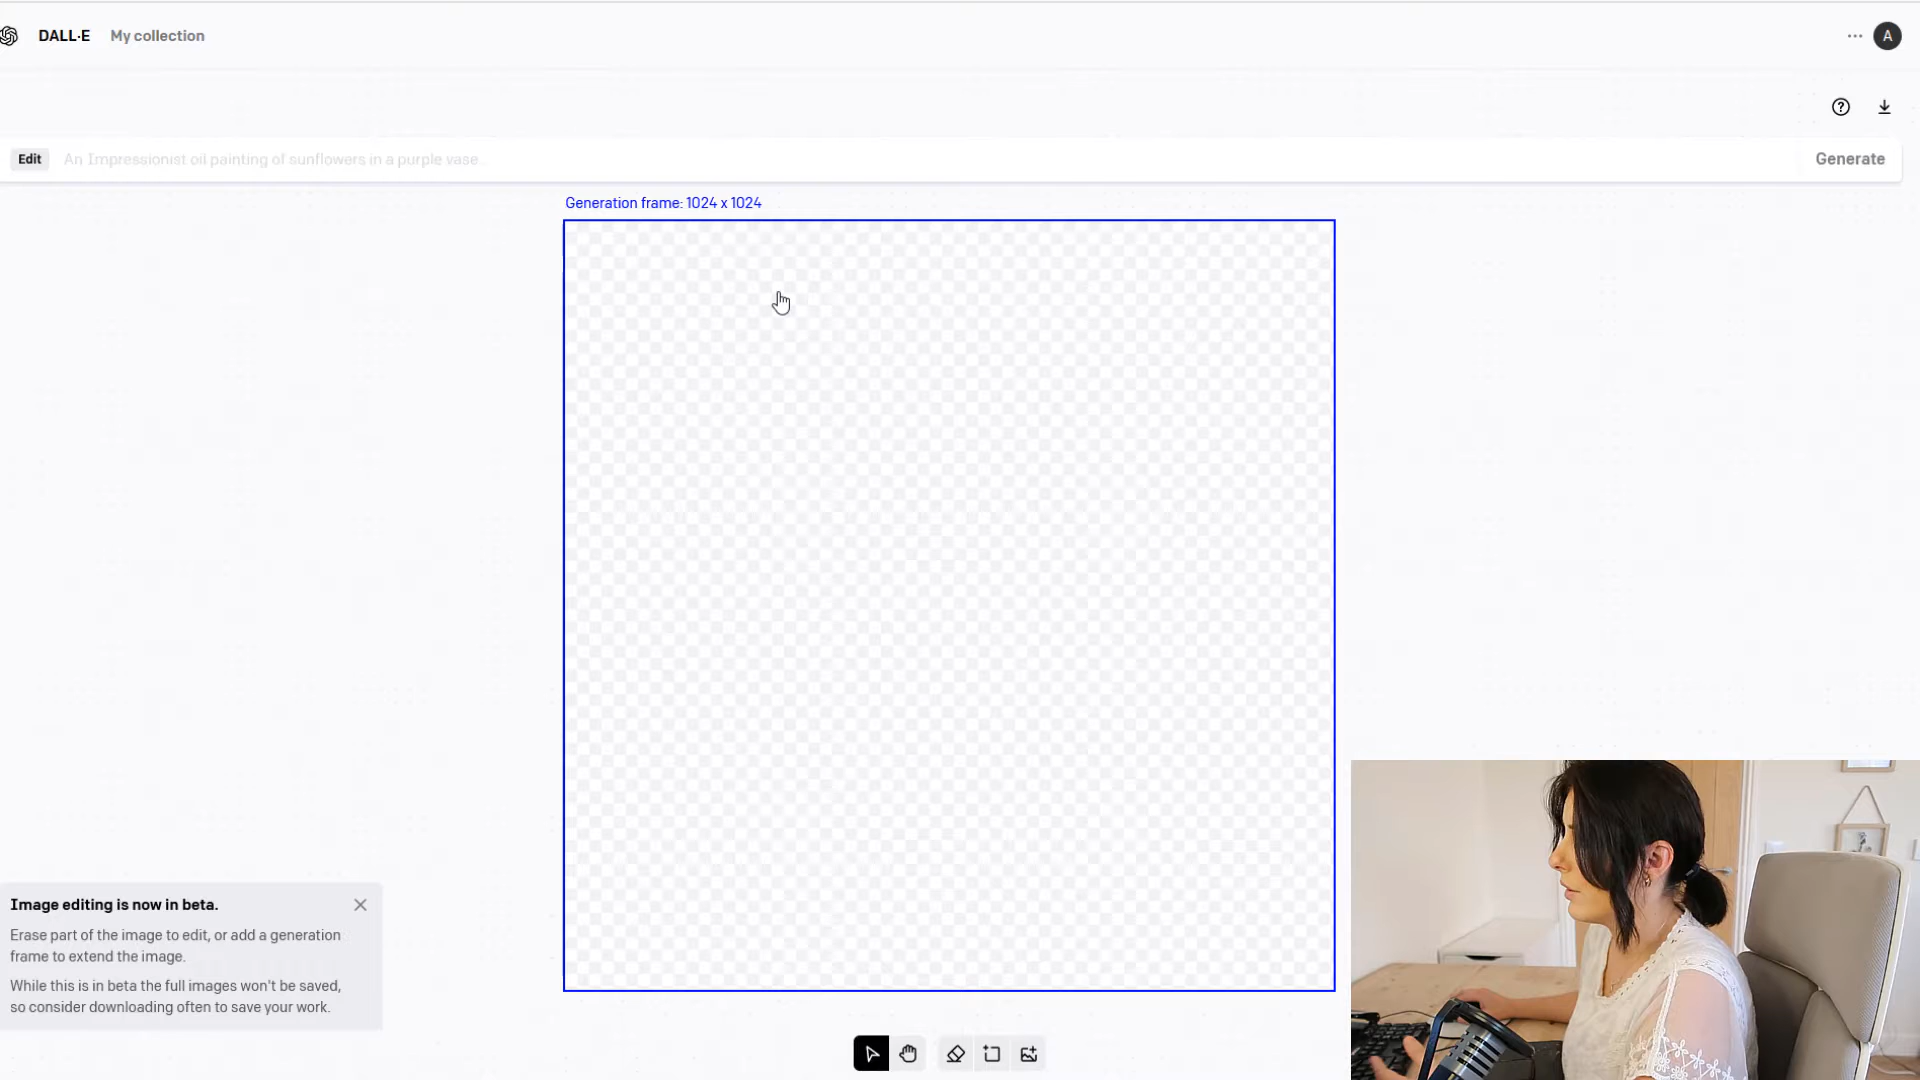 DALL·E My collection
A
Edit An Impressionist oil painting of sunflowers in a purple vase...
Generate
Generation frame: 1024 x 1024
Image editing is now in beta.
Erase part of the image to edit, or add a generation
frame to extend the image.
While this is in beta the full images won't be saved,
so consider downloading often to save your work.